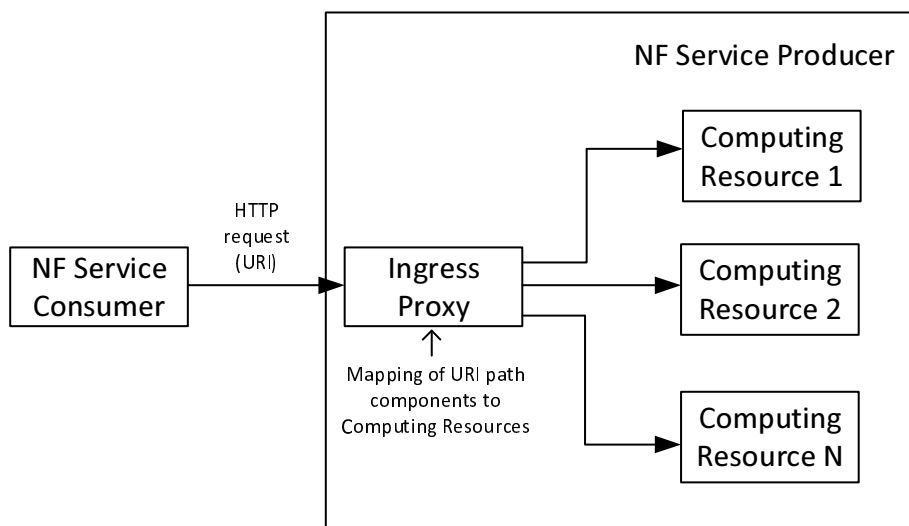 NF Service Producer
Computing
Resource 1
HTTP
request
(URI)
NF Service
Consumer
Ingress
Proxy
Computing
Resource 2
Mapping of URI path
components to
Computing Resources
Computing
Resource N